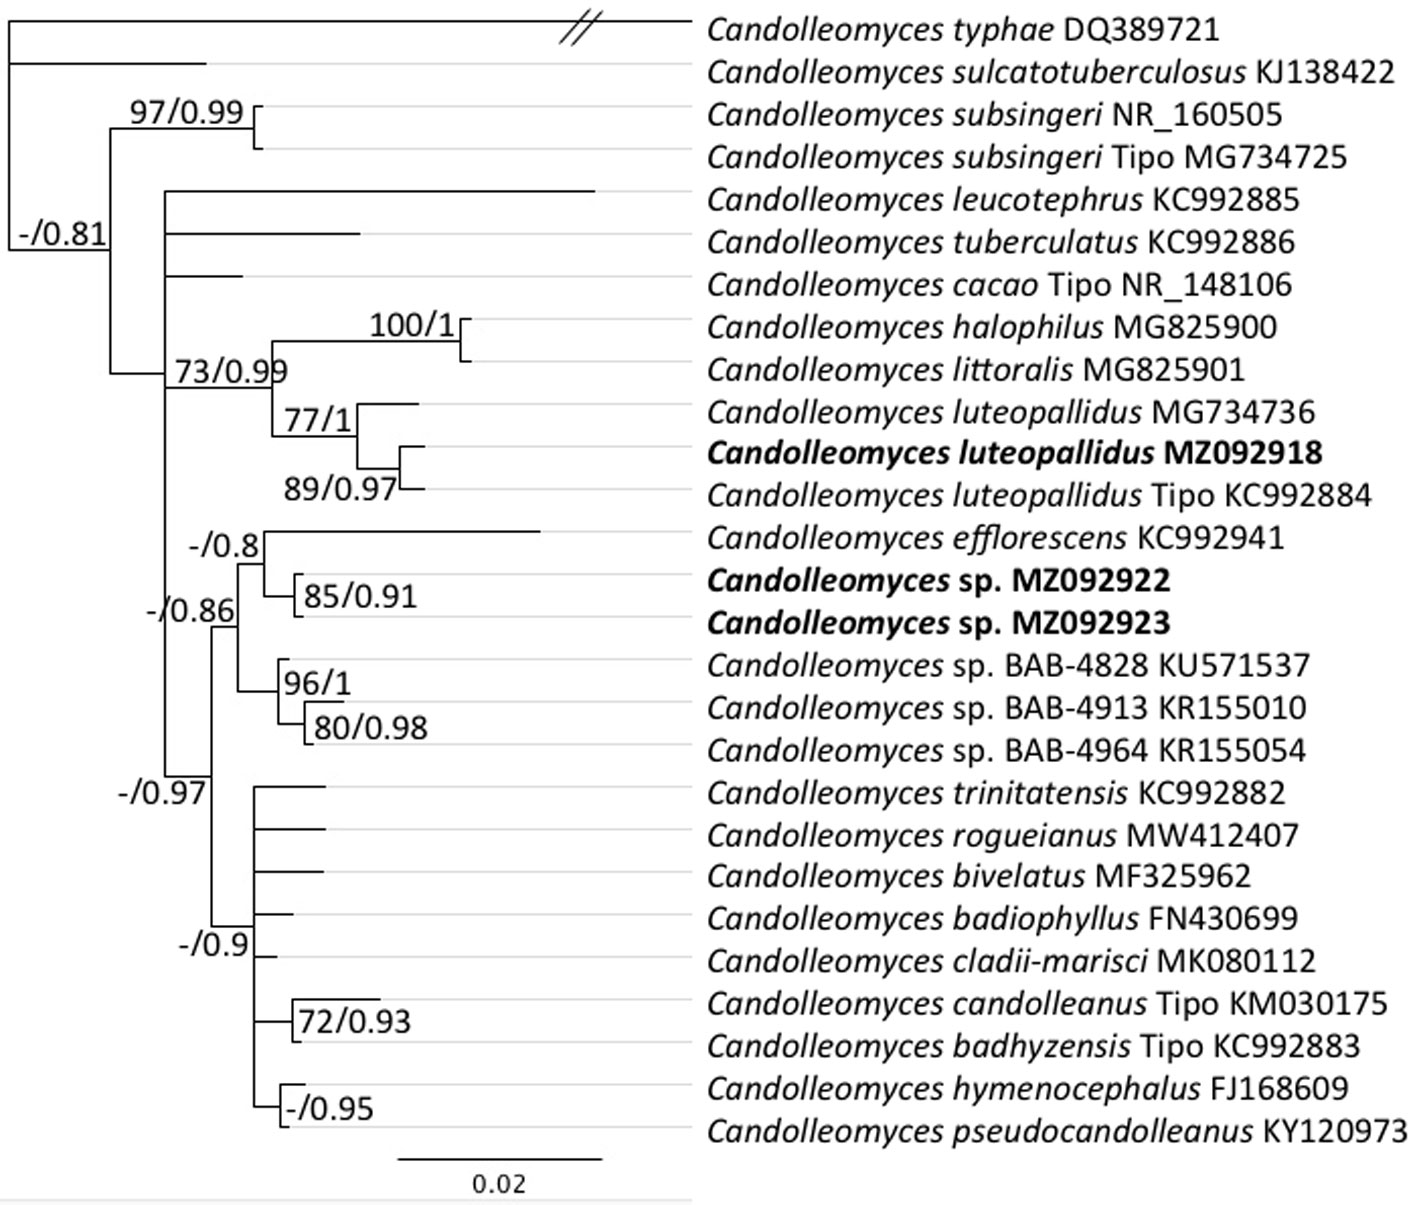 Candolleomyces typhae DQ389721
Candolleomyces sulcatotuberculosus KJ138422
97/0.99
Candolleomyces subsingeri NR_160505
Candolleomyces subsingeri Tipo MG734725
Candolleomyces leucotephrus KC992885
-/0.81
Candolleomyces tuberculatus KC992886
Candolleomyces cacao Tipo NR_148106
100/1
Candolleomyces halophilus MG825900
73/0.99
Candolleomyces littoralis MG825901
77/1
Candolleomyces luteopallidus MG734736
Candolleomyces luteopallidus MZ092918
89/0.97
Candolleomyces luteopallidus Tipo KC992884
-/0.8
Candolleomyces efflorescens KC992941
Candolleomyces sp. MZ092922
85/0.91
-/0.86
Candolleomyces sp. MZ092923
Candolleomyces sp. BAB-4828 KU571537
96/1
Candolleomyces sp. BAB-4913 KR155010
80/0.98
Candolleomyces sp. BAB-4964 KR155054
-/0.97
Candolleomyces trinitatensis KC992882
Candolleomyces rogueianus MW412407
Candolleomyces bivelatus MF325962
Candolleomyces badiophyllus FN430699
-/0.9
Candolleomyces cladii-marisci MK080112
Candolleomyces candolleanus Tipo KM030175
72/0.93
Candolleomyces badhyzensis Tipo KC992883
Candolleomyces hymenocephalus FJ168609
-/0.95
Candolleomyces pseudocandolleanus KY120973
0.02